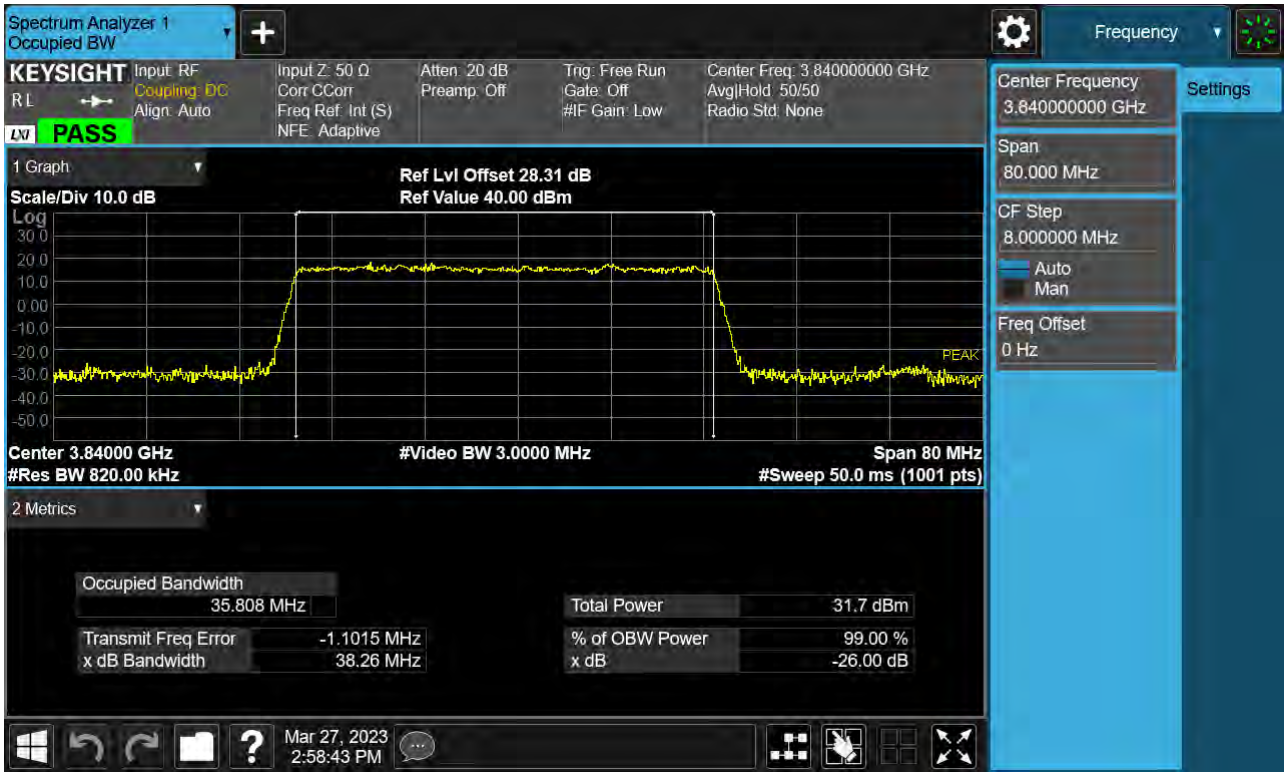 Spectrum Analyzer 1
Occupied BW
+
Frequency
KEYSIGHT
RL
LXI
PASS
Input: RF
Coupling: DC
Align: Auto
Input Z: 50 Ω
Corr CCorr
Freq Ref: Int (S)
NFE: Adaptive
Atten: 20 dB
Preamp: Off
Trig: Free Run
Gate: Off
#IF Gain: Low
Center Freq: 3.840000000 GHz
Avg|Hold: 50/50
Radio Std: None
Center Frequency
3.840000000 GHz
Settings
Span
80.000 MHz
CF Step
8.000000 MHz
Auto
Man
Freq Offset
0 Hz
1 Graph
Scale/Div 10.0 dB
Ref Lvl Offset 28.31 dB
Ref Value 40.00 dBm
Log
30.0
20.0
10.0
0.00
-10.0
-20.0
-30.0
-40.0
-50.0
PEAK
Center 3.84000 GHz
#Res BW 820.00 kHz
#Video BW 3.0000 MHz
Span 80 MHz
#Sweep 50.0 ms (1001 pts)
2 Metrics
Occupied Bandwidth
35.808 MHz
Transmit Freq Error -1.1015 MHz
x dB Bandwidth 38.26 MHz
Total Power 31.7 dBm
% of OBW Power 99.00 %
x dB -26.00 dB
?
Mar 27, 2023
2:58:43 PM